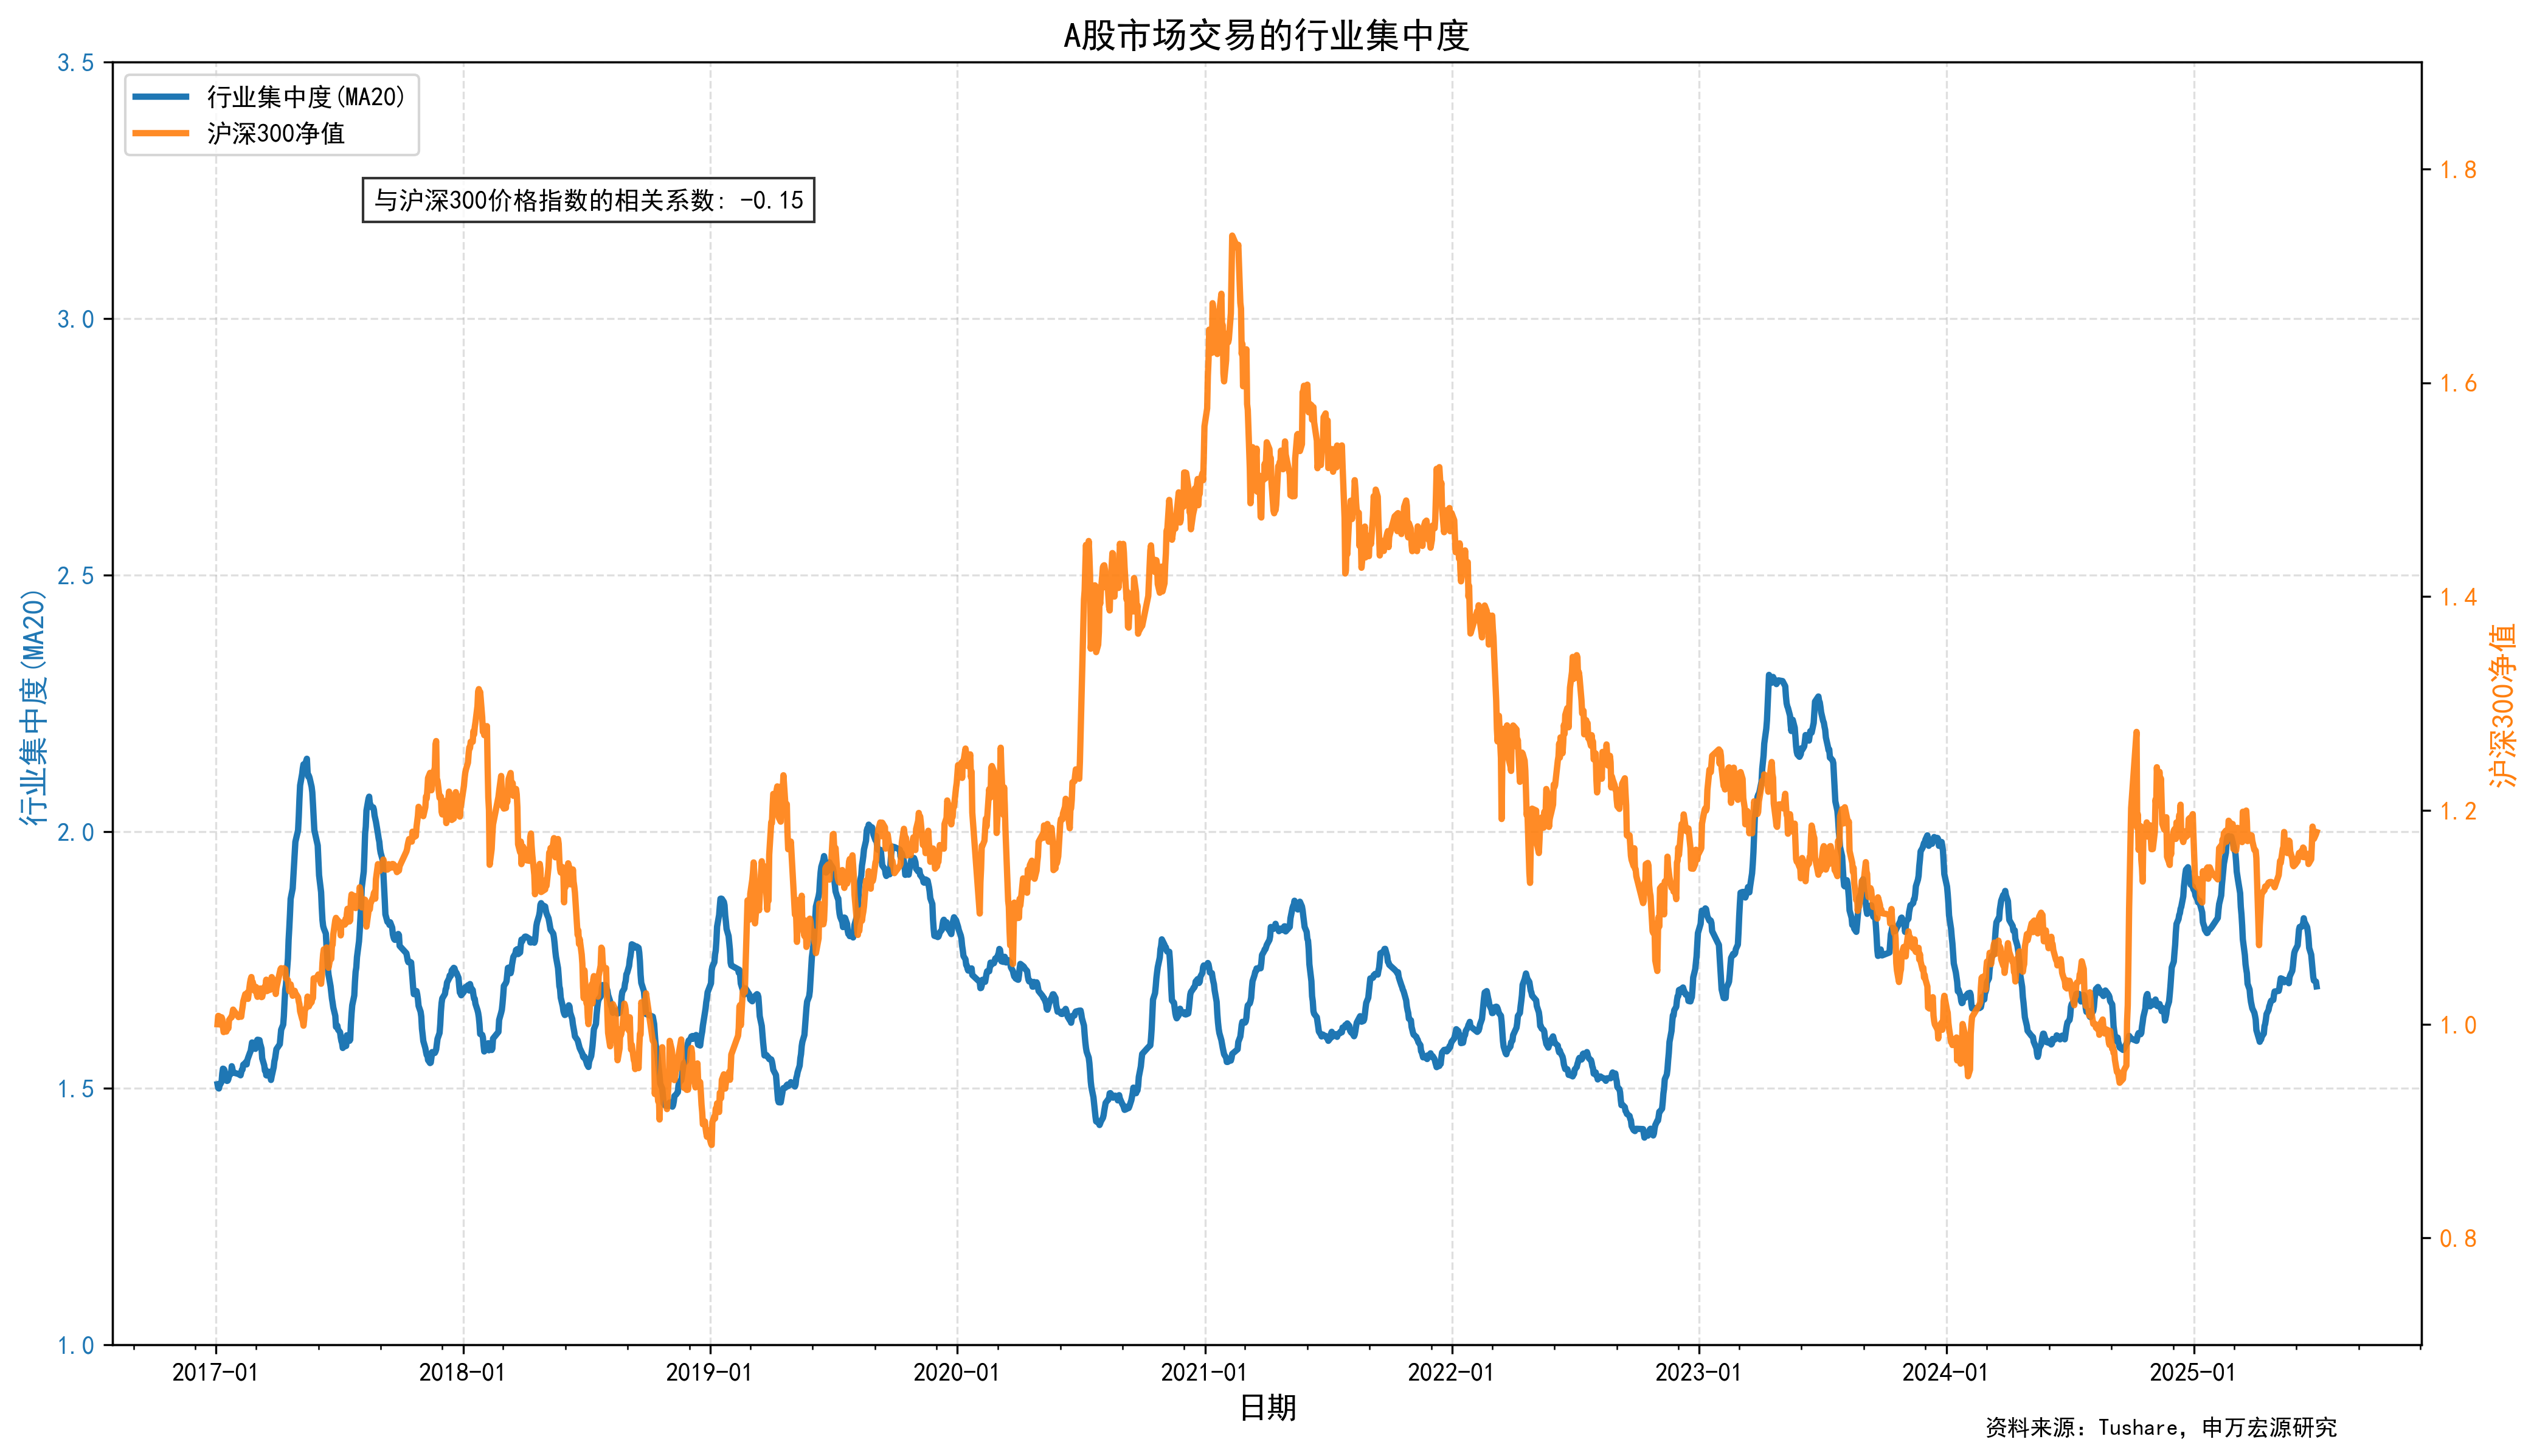 A股市场交易的行业集中度
行业集中度(MA20)
沪深300净值
与沪深300价格指数的相关系数: -0.15
3.5
3.0
2.5
2.0
1.5
1.0
行业集中度(MA20)
1.8
1.6
1.4
1.2
1.0
0.8
沪深300净值
2017-01 2018-01 2019-01 2020-01 2021-01 2022-01 2023-01 2024-01 2025-01
日期
资料来源：Tushare，申万宏源研究